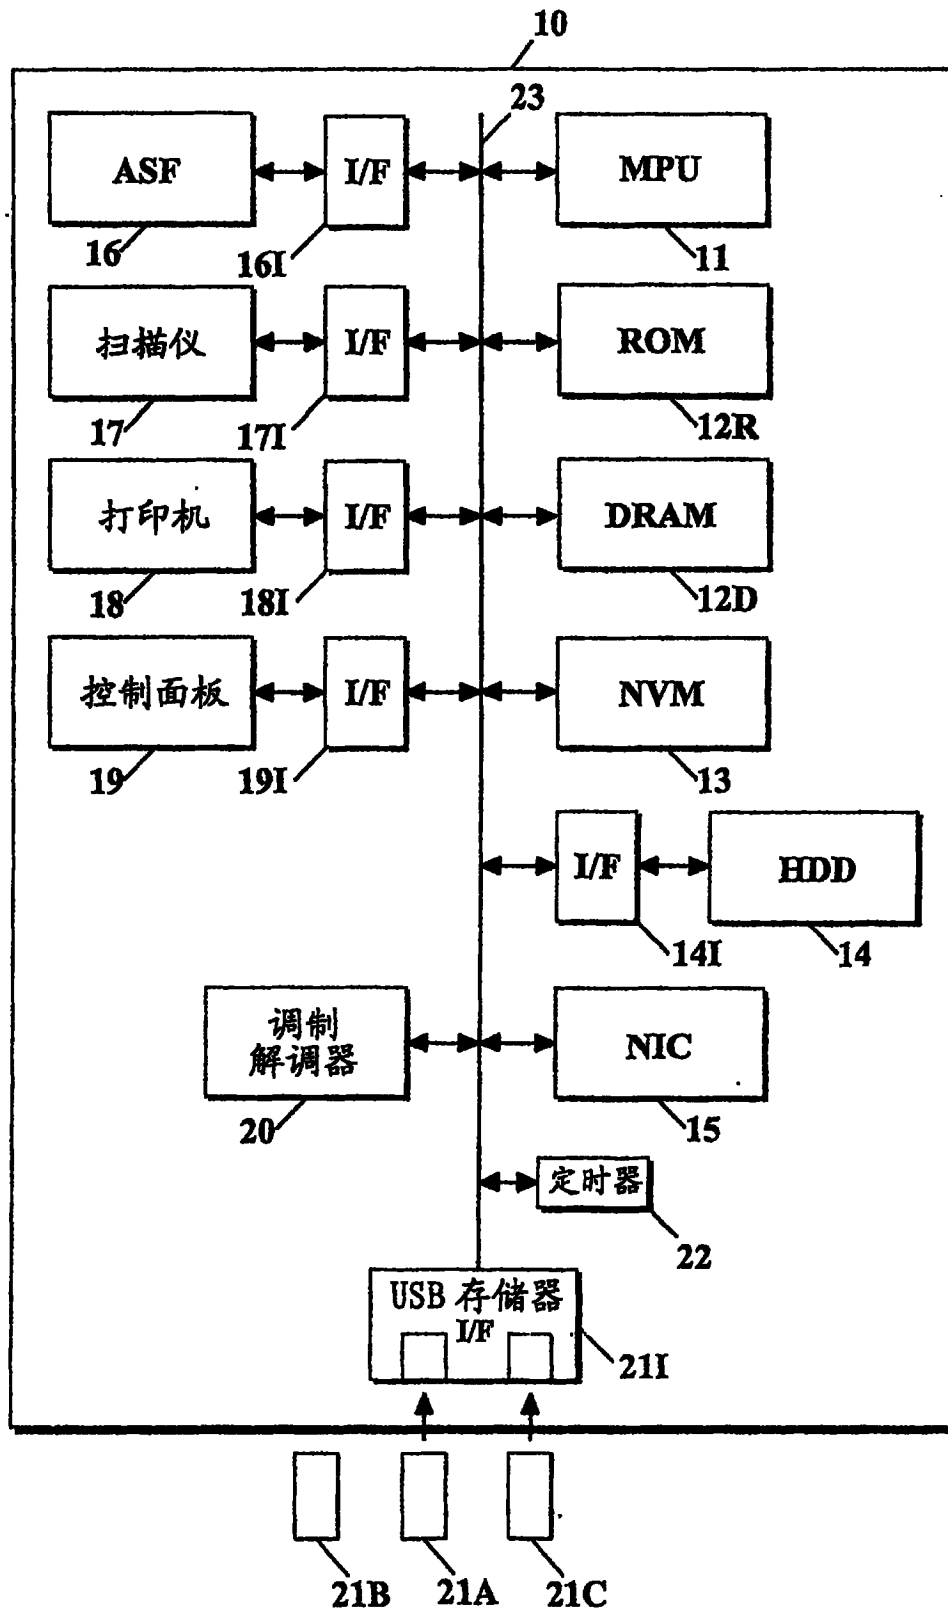 10
23
ASF
I/F
MPU
16
16I
11
扫描仪
I/F
ROM
17
17I
12R
打印机
I/F
DRAM
18
18I
12D
控制面板
I/F
NVM
19
19I
13
I/F
HDD
14I
14
调制
解调器
NIC
20
15
定时器
22
USB 存储器
I/F
21I
21B
21A
21C